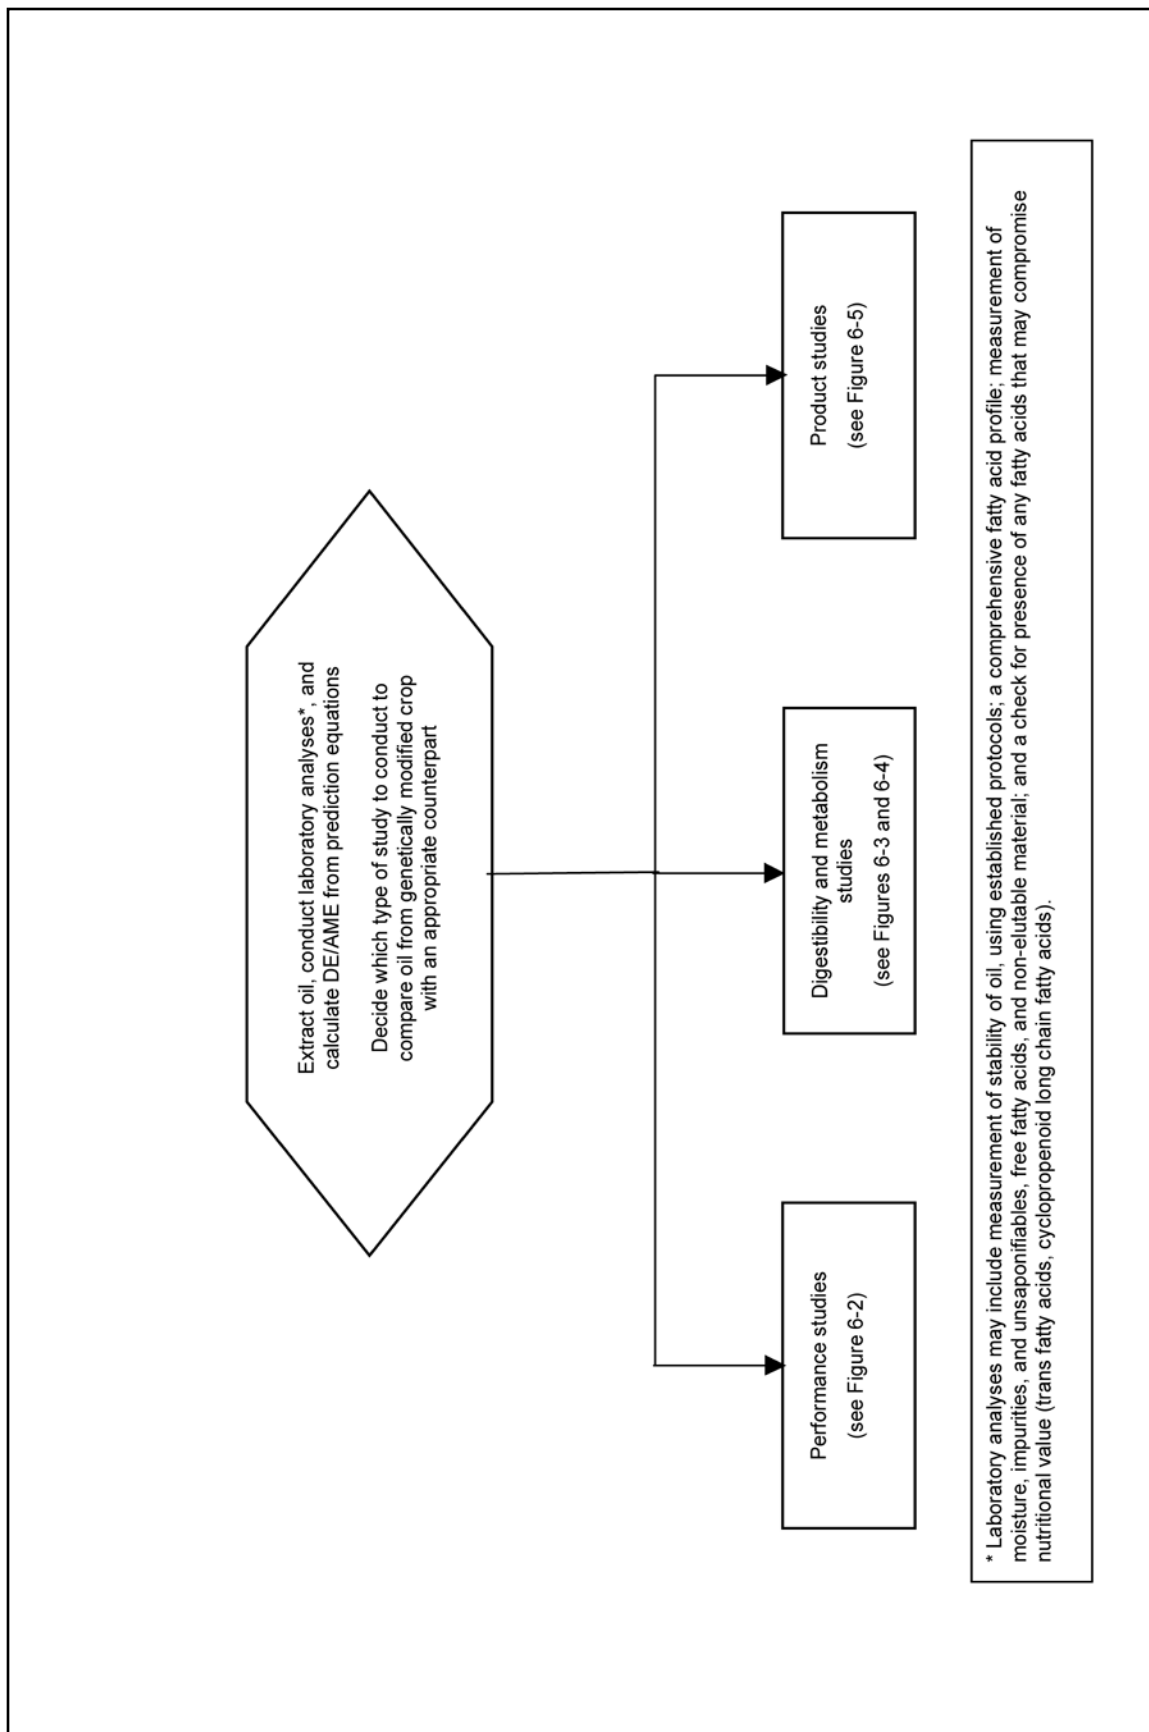 Extract oil, conduct laboratory analyses*, and
calculate DE/AME from prediction equations
Decide which type of study to conduct to
compare oil from genetically modified crop
with an appropriate counterpart
Performance studies
(see Figure 6-2)
Digestibility and metabolism
studies
(see Figures 6-3 and 6-4)
Product studies
(see Figure 6-5)
* Laboratory analyses may include measurement of stability of oil, using established protocols; a comprehensive fatty acid profile; measurement of
moisture, impurities, and unsaponifiables, free fatty acids, and non-elutable material; and a check for presence of any fatty acids that may compromise
nutritional value (trans fatty acids, cyclopropenoid long chain fatty acids).